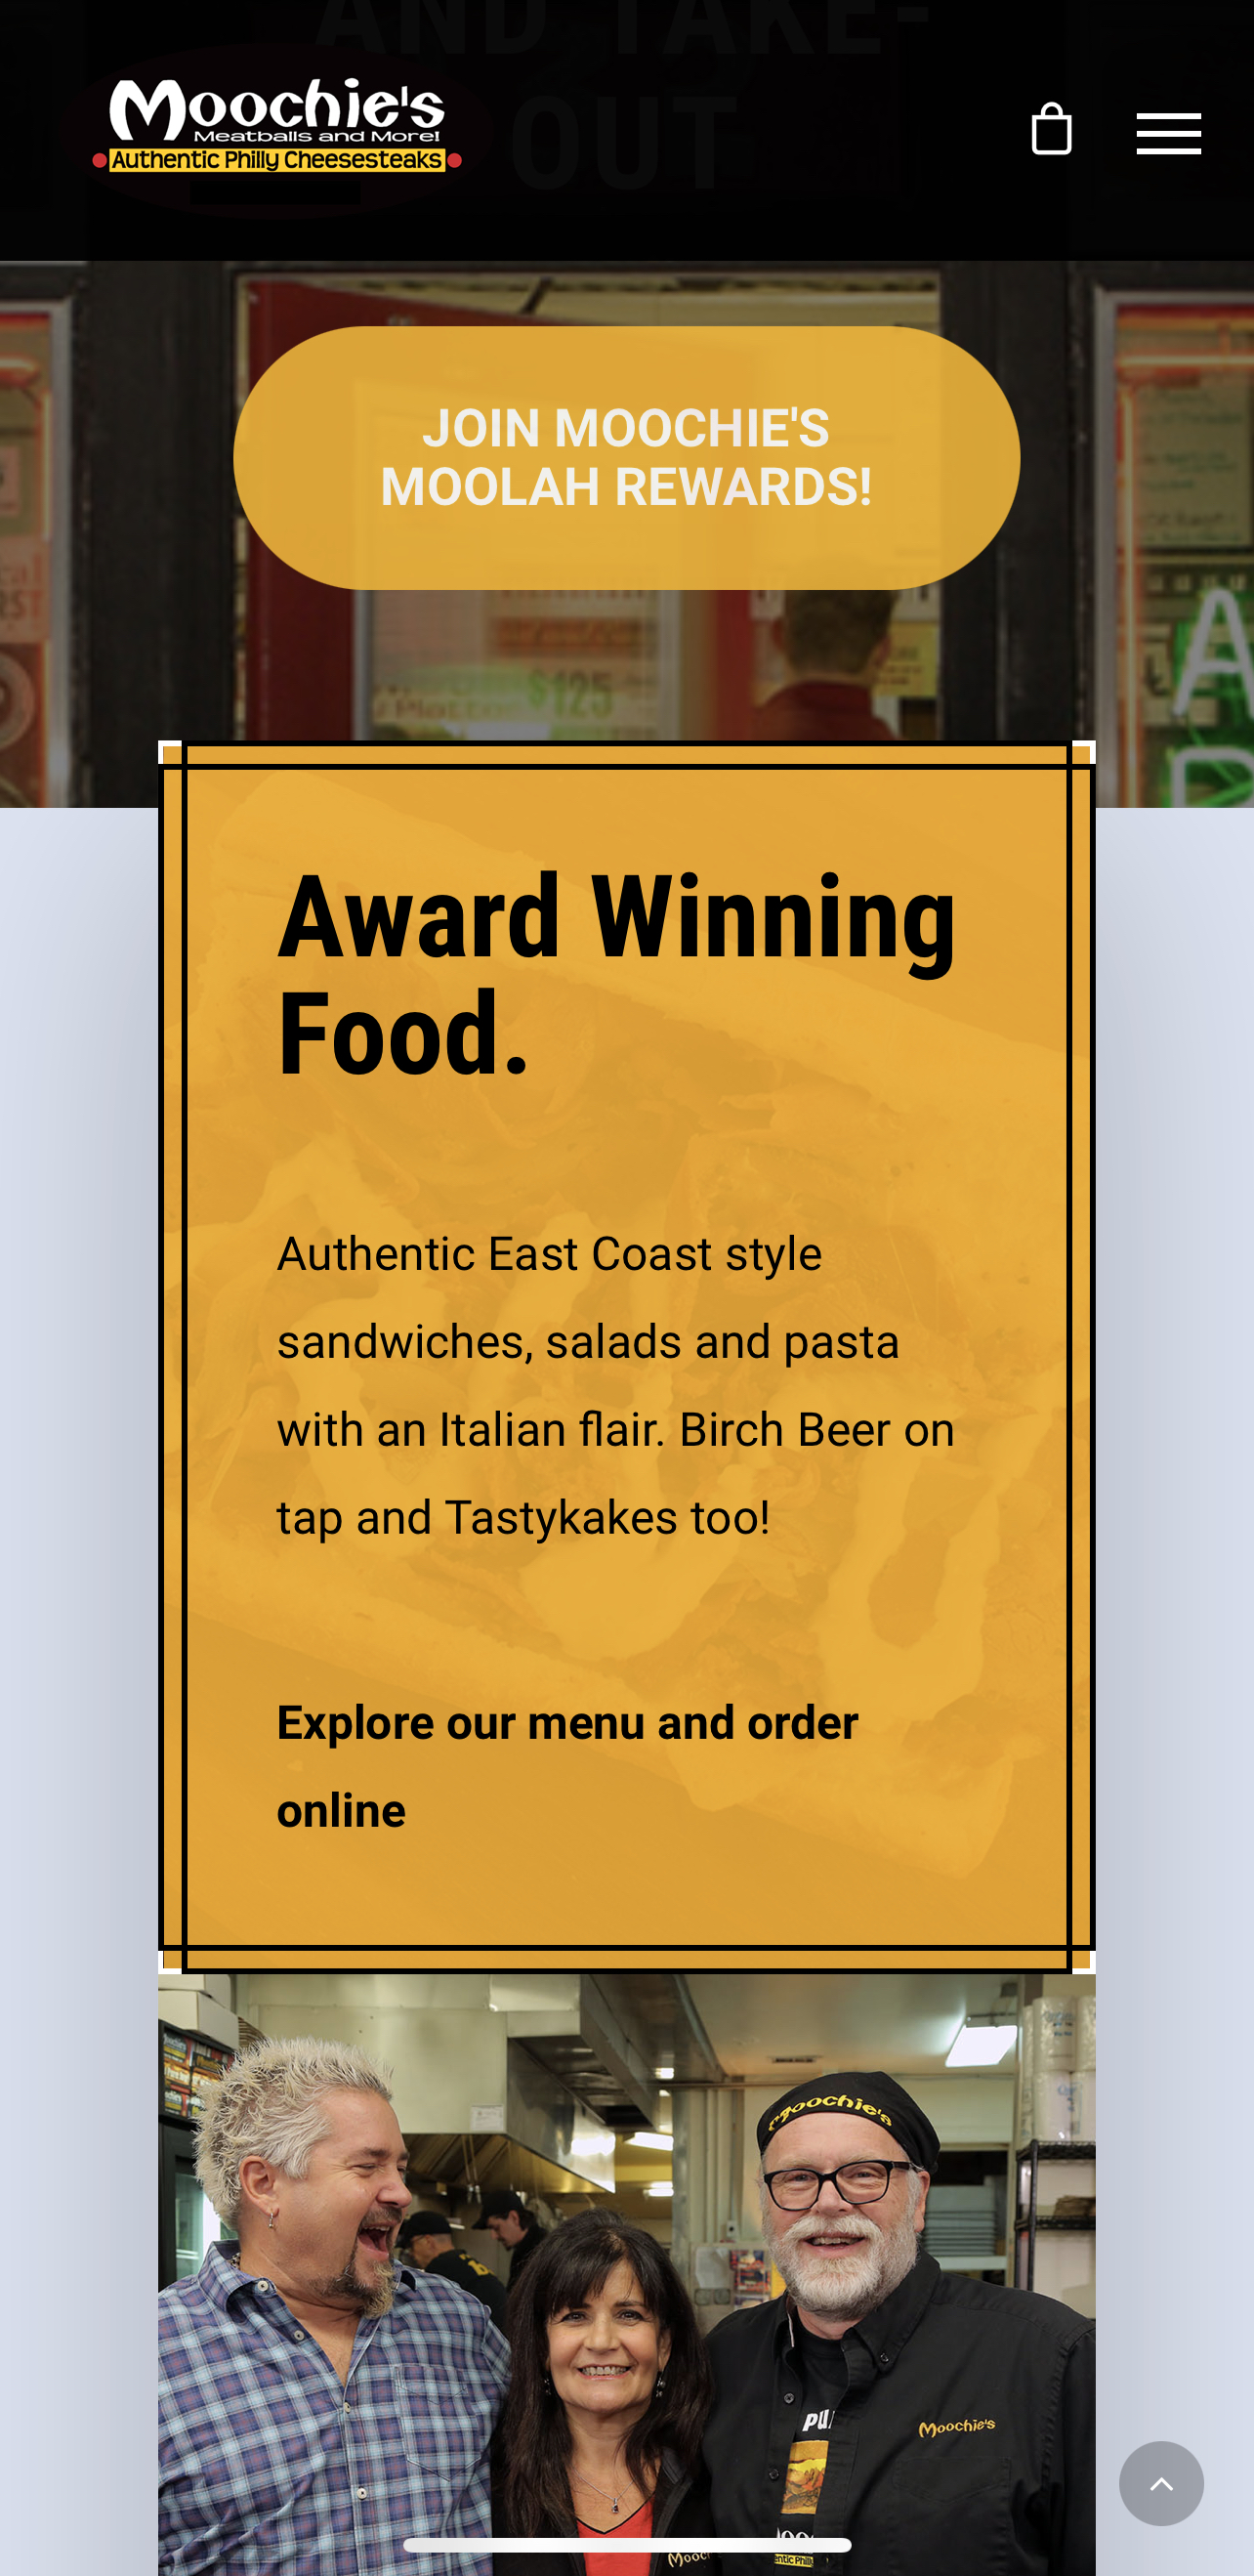 AND TAKE-
OUT
Moochie's
Meatballs and More!
Authentic Philly Cheesesteaks
JOIN MOOCHIE'S
MOOLAH REWARDS!
$125
Award Winning
Food.
Authentic East Coast style
sandwiches, salads and pasta
with an Italian flair. Birch Beer on
tap and Tastykakes too!
Explore our menu and order
online
Moochie's
Moochie's